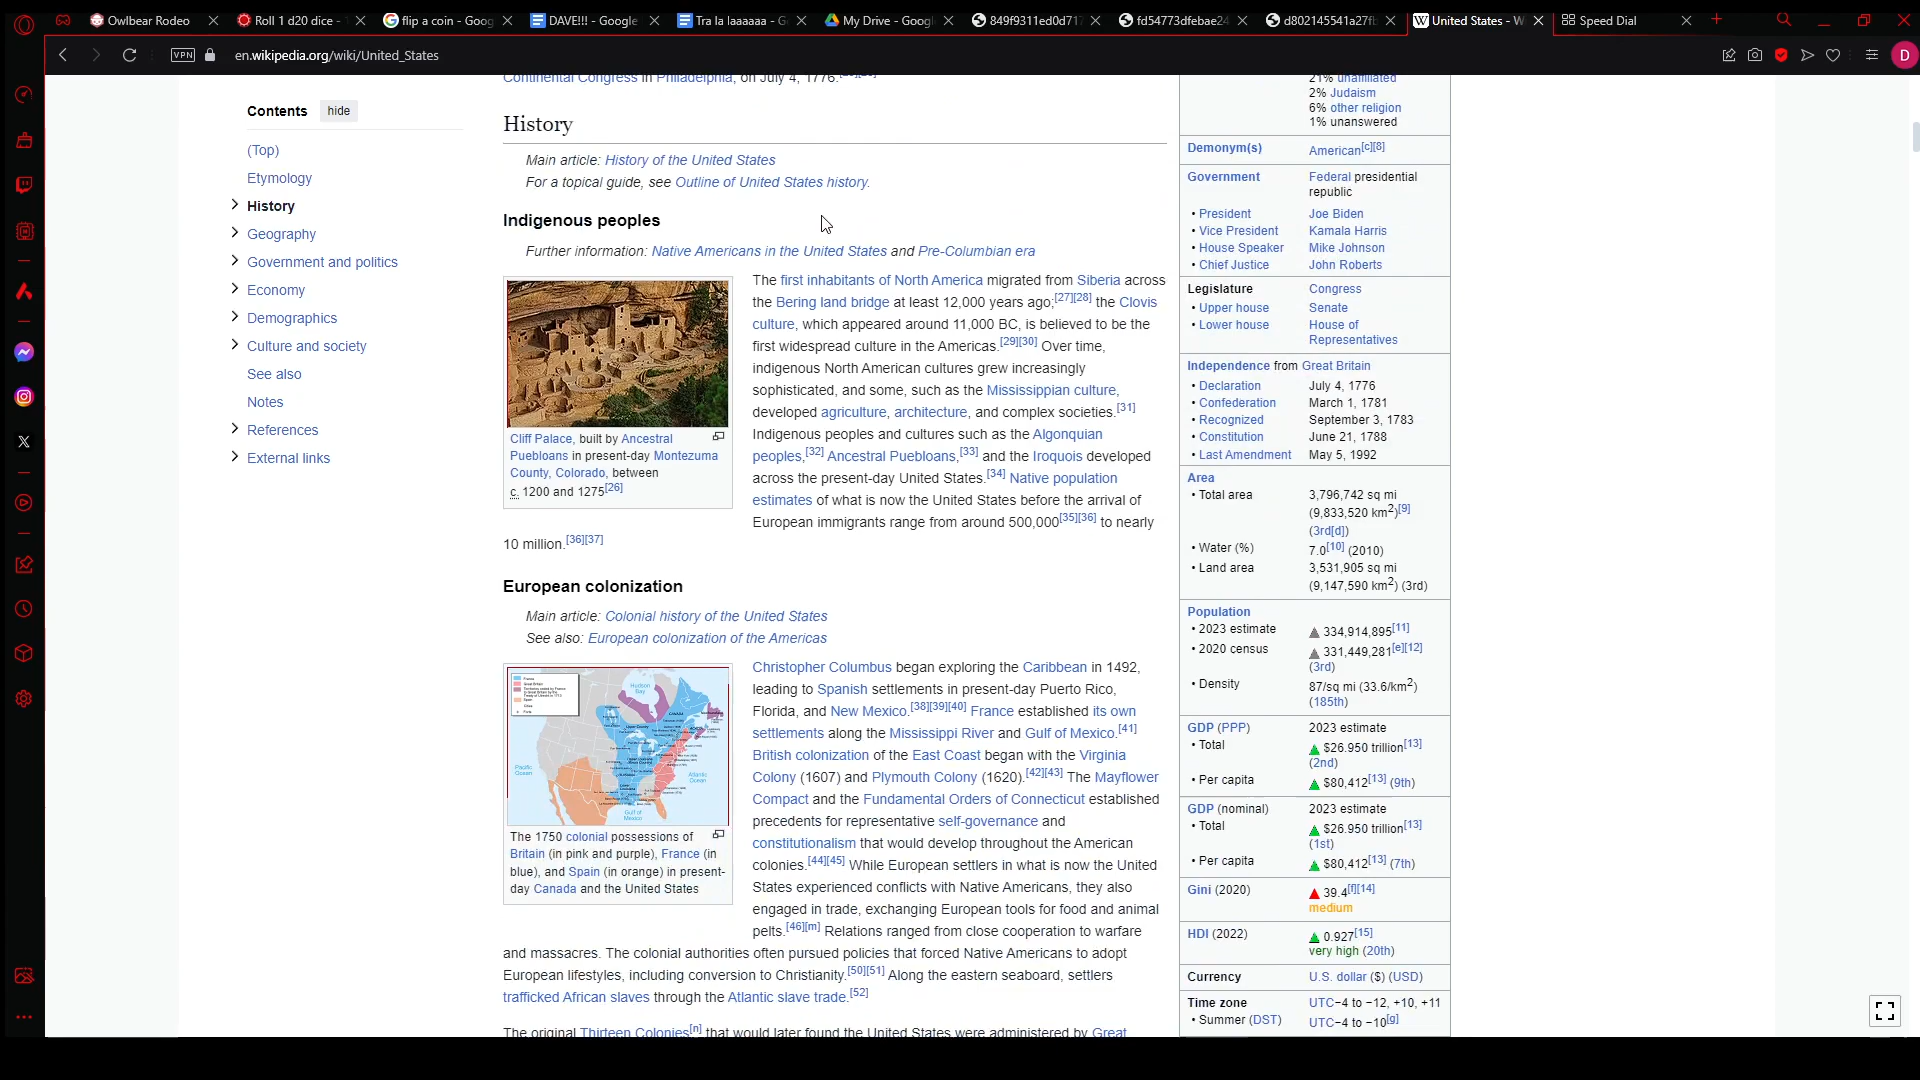 Owlbear Rodeo
Roll 1 d20 dice -
flip a coin - Goog
DAVE!!! - Google
Tra la laaaaaa - G
My Drive - Googl
849f9311ed0d717
fd54773dfebae24
d802145541a27f
United States - W
Speed Dial
VPN
en.wikipedia.org/wiki/United_States
D
Contents
hide
(Top)
Etymology
History
Geography
Government and politics
Economy
Demographics
Culture and society
See also
Notes
References
External links
Continental Congress in Philadelphia, on July 4, 1776.
History
Main article: History of the United States
For a topical guide, see Outline of United States history.
Indigenous peoples
Further information: Native Americans in the United States and Pre-Columbian era
Cliff Palace, built by Ancestral
Puebloans in present-day Montezuma
County, Colorado, between
c. 1200 and 1275[26]
The first inhabitants of North America migrated from Siberia across
the Bering land bridge at least 12,000 years ago;[27][28] the Clovis
culture, which appeared around 11,000 BC, is believed to be the
first widespread culture in the Americas.[29][30] Over time,
indigenous North American cultures grew increasingly
sophisticated, and some, such as the Mississippian culture,
developed agriculture, architecture, and complex societies.[31]
Indigenous peoples and cultures such as the Algonquian
peoples,[32] Ancestral Puebloans,[33] and the Iroquois developed
across the present-day United States.[34] Native population
estimates of what is now the United States before the arrival of
European immigrants range from around 500,000[35][36] to nearly
10 million.[36][37]
European colonization
Main article: Colonial history of the United States
See also: European colonization of the Americas
Hudson
Bay
CANADA
Pacific
Ocean
Atlantic
Ocean
Gulf of
Mexico
The 1750 colonial possessions of
Britain (in pink and purple), France (in
blue), and Spain (in orange) in present-
day Canada and the United States
Christopher Columbus began exploring the Caribbean in 1492,
leading to Spanish settlements in present-day Puerto Rico,
Florida, and New Mexico.[38][39][40] France established its own
settlements along the Mississippi River and Gulf of Mexico.[41]
British colonization of the East Coast began with the Virginia
Colony (1607) and Plymouth Colony (1620).[42][43] The Mayflower
Compact and the Fundamental Orders of Connecticut established
precedents for representative self-governance and
constitutionalism that would develop throughout the American
colonies.[44][45] While European settlers in what is now the United
States experienced conflicts with Native Americans, they also
engaged in trade, exchanging European tools for food and animal
pelts.[46][m] Relations ranged from close cooperation to warfare
and massacres. The colonial authorities often pursued policies that forced Native Americans to adopt
European lifestyles, including conversion to Christianity.[50][51] Along the eastern seaboard, settlers
trafficked African slaves through the Atlantic slave trade.[52]
The original Thirteen Colonies[n] that would later found the United States were administered by Great
21% unaffiliated
2% Judaism
6% other religion
1% unanswered
Demonym(s) American[c][8]
Government Federal presidential
republic
• President Joe Biden
• Vice President Kamala Harris
• House Speaker Mike Johnson
• Chief Justice John Roberts
Legislature Congress
• Upper house Senate
• Lower house House of
Representatives
Independence from Great Britain
• Declaration July 4, 1776
• Confederation March 1, 1781
• Recognized September 3, 1783
• Constitution June 21, 1788
• Last Amendment May 5, 1992
Area
• Total area 3,796,742 sq mi
(9,833,520 km2)[9]
(3rd[d])
• Water (%) 7.0[10] (2010)
• Land area 3,531,905 sq mi
(9,147,590 km2) (3rd)
Population
• 2023 estimate ▲ 334,914,895[11]
• 2020 census ▲ 331,449,281[e][12]
(3rd)
• Density 87/sq mi (33.6/km2)
(185th)
GDP (PPP) 2023 estimate
• Total ▲ $26.950 trillion[13]
(2nd)
• Per capita ▲ $80,412[13] (9th)
GDP (nominal) 2023 estimate
• Total ▲ $26.950 trillion[13]
(1st)
• Per capita ▲ $80,412[13] (7th)
Gini (2020) ▲ 39.4[f][14]
medium
HDI (2022) ▲ 0.927[15]
very high (20th)
Currency U.S. dollar ($) (USD)
Time zone UTC−4 to −12, +10, +11
• Summer (DST) UTC−4 to −10[g]